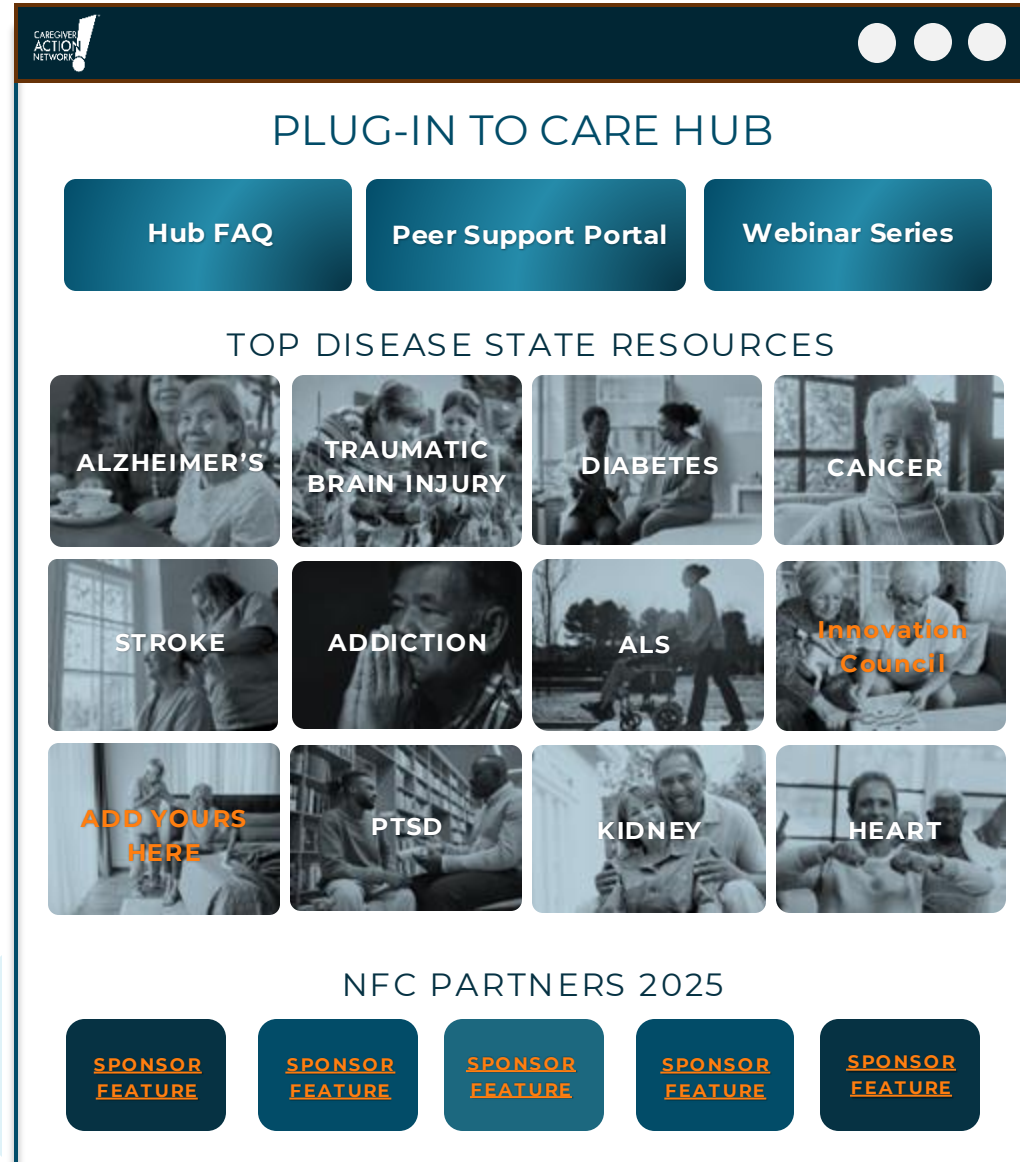 CAREGIVER
ACTION
NETWORK
PLUG-IN TO CARE HUB
Hub FAQ
Peer Support Portal
Webinar Series
TOP DISEASE STATE RESOURCES
ALZHEIMER’S
TRAUMATIC
BRAIN INJURY
DIABETES
CANCER
STROKE
ADDICTION
ALS
Innovation
Council
ADD YOURS
HERE
PTSD
KIDNEY
HEART
NFC PARTNERS 2025
SPONSOR
FEATURE
SPONSOR
FEATURE
SPONSOR
FEATURE
SPONSOR
FEATURE
SPONSOR
FEATURE